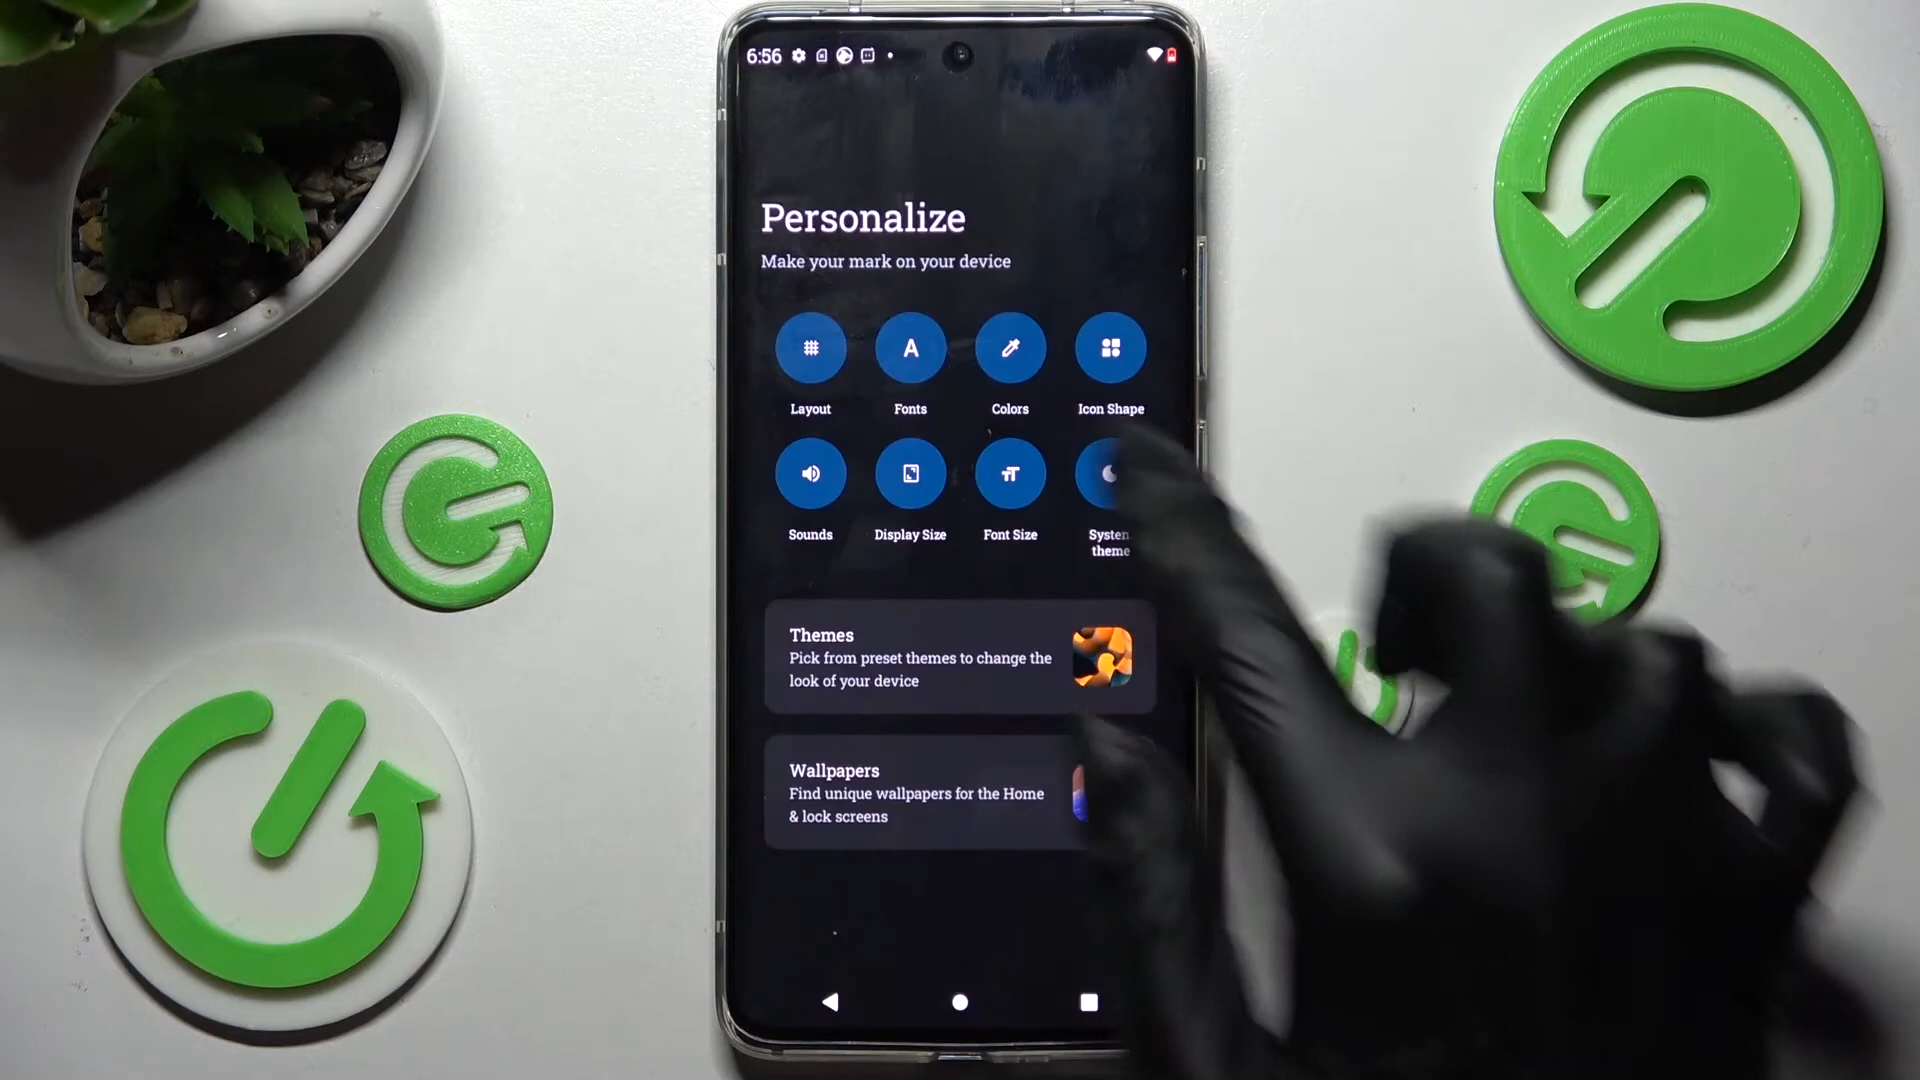 6:56
Personalize
Make your mark on your device
Layout
Fonts
Colors
Icon Shape
Sounds
Display Size
Font Size
Syste
theme
Themes
Pick from preset themes to change the
look of your device
Wallpapers
Find unique wallpapers for the Home
& lock screens